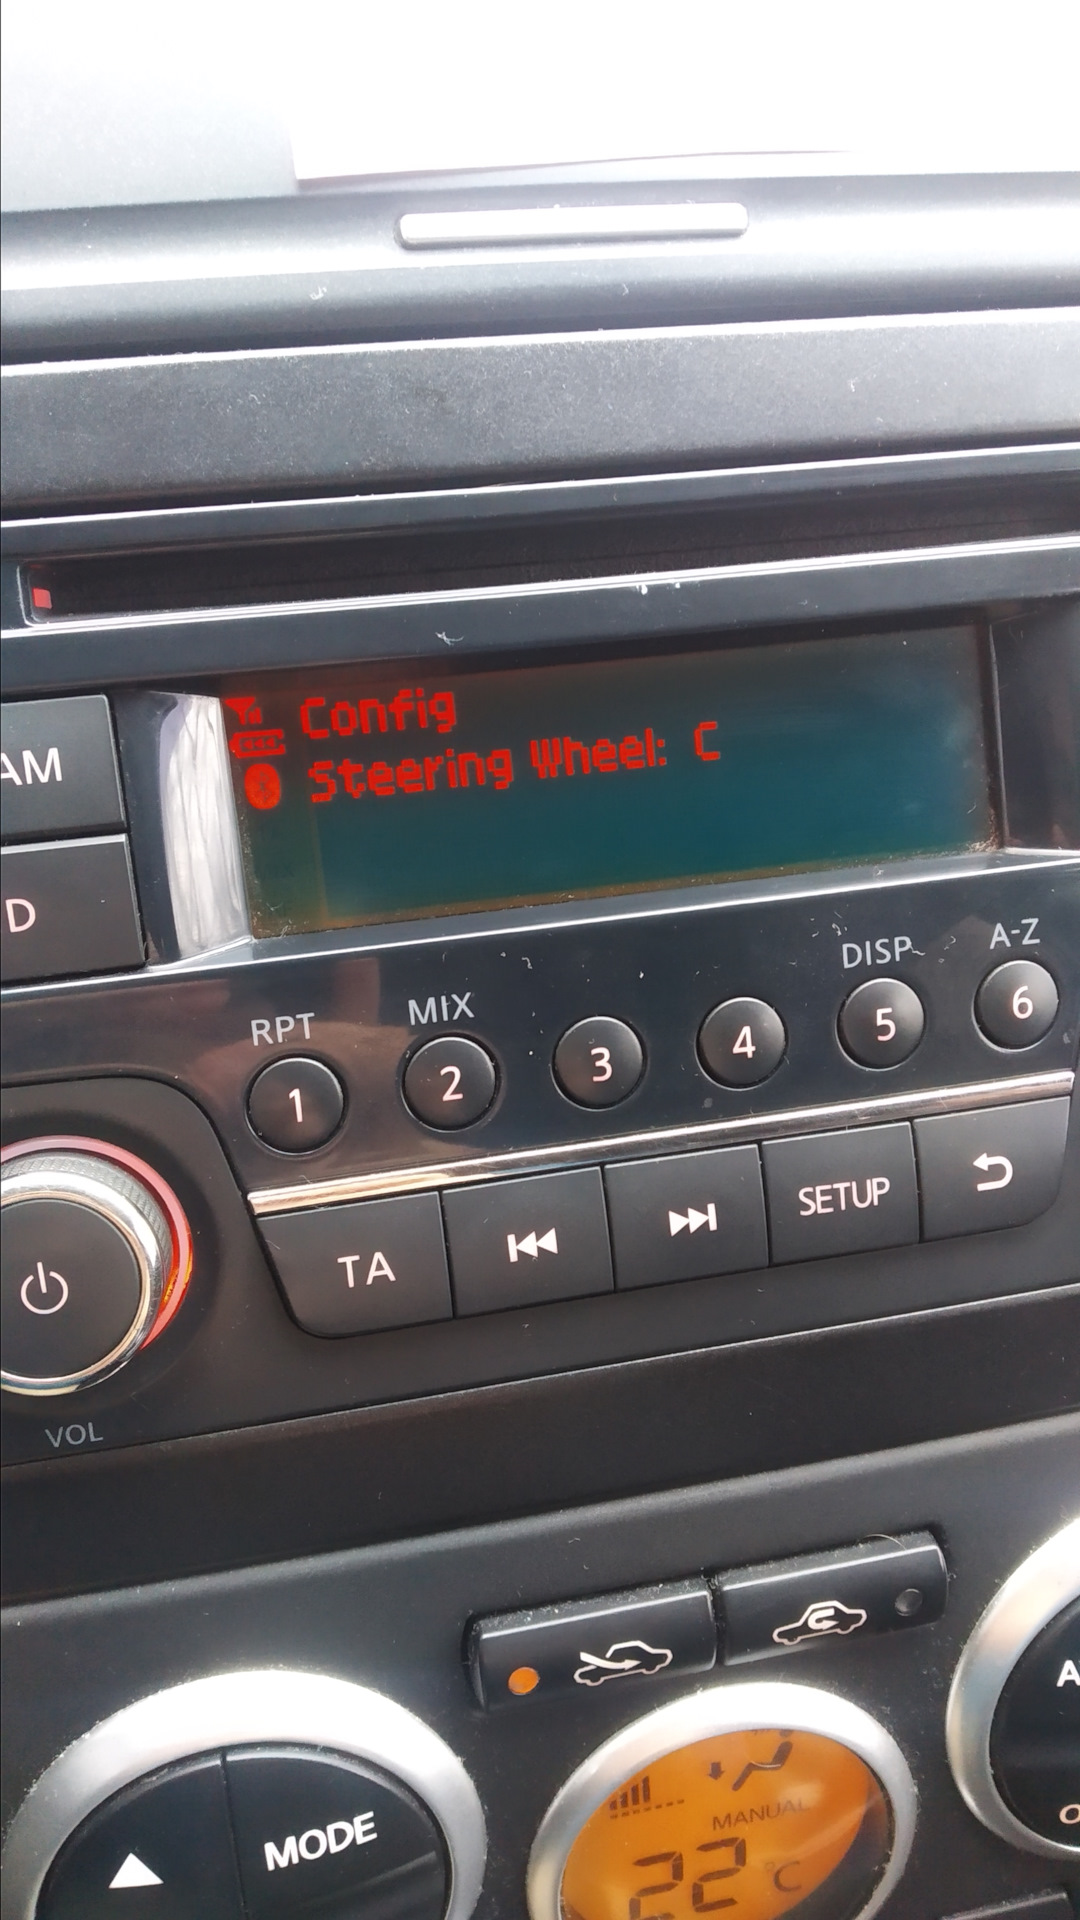 Config
Steering Wheel: C
AM
D
DISP
A-Z
RPT
MIX
1
2
3
4
5
6
TA
SETUP
VOL
A
MODE
MANUAL
22 °C